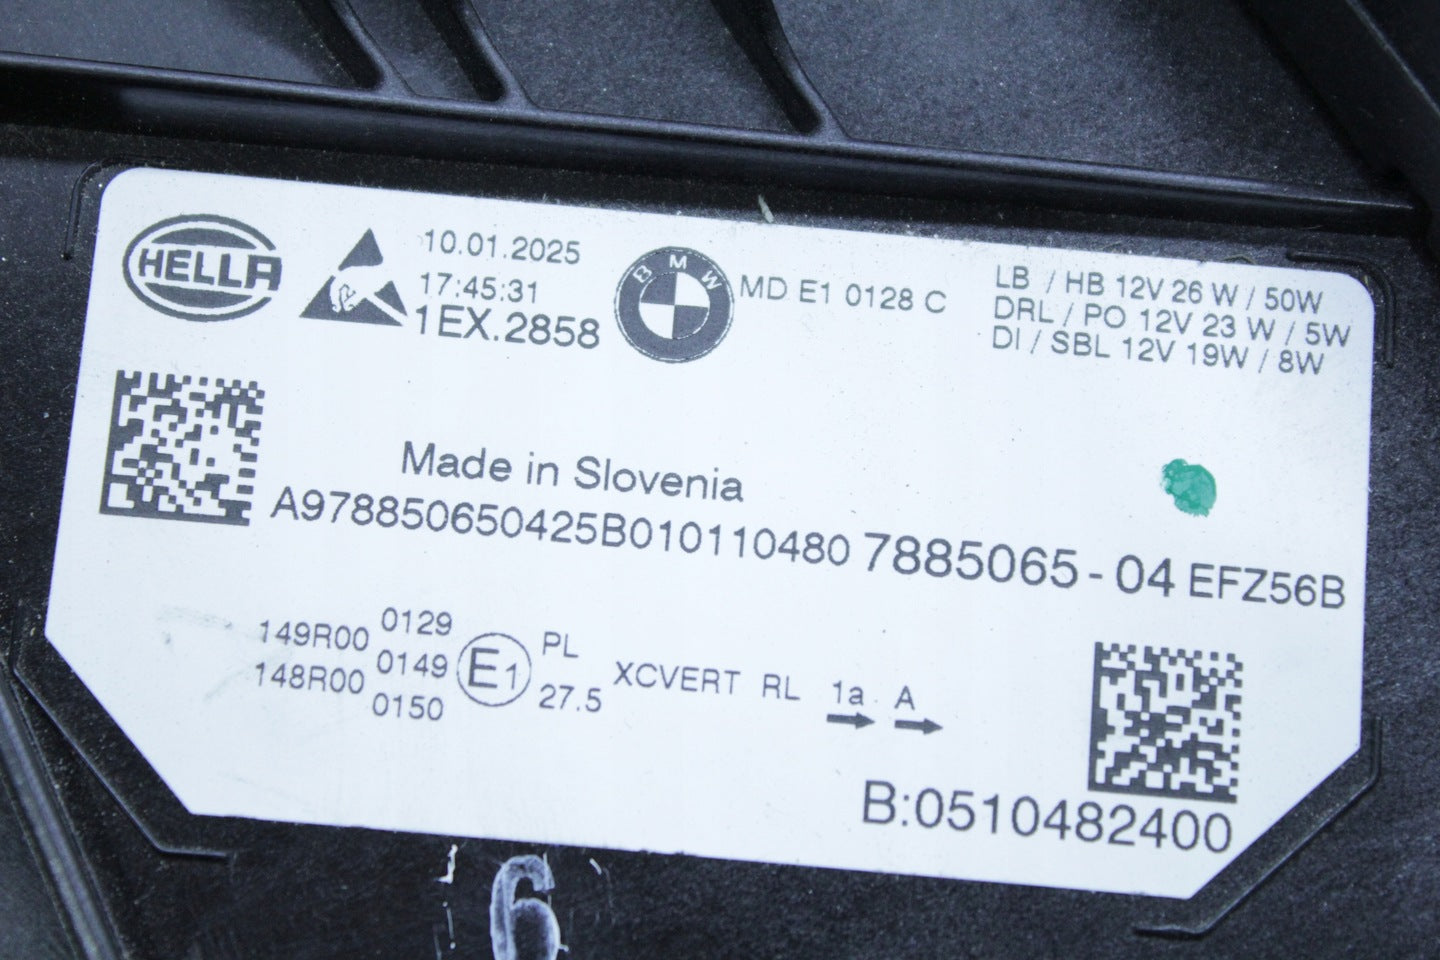 HELLA
10.01.2025
17:45:31
1EX.2858
BMW
MD E1 0128 C
LB / HB 12V 26 W / 50W
DRL / PO 12V 23 W / 5W
DI / SBL 12V 19W / 8W
Made in Slovenia
A978850650425B010110480 7885065-04 EFZ56B
149R00 0129
148R00 0149
0150
E1
PL
27.5
XCVERT RL 1a A
B:0510482400
6